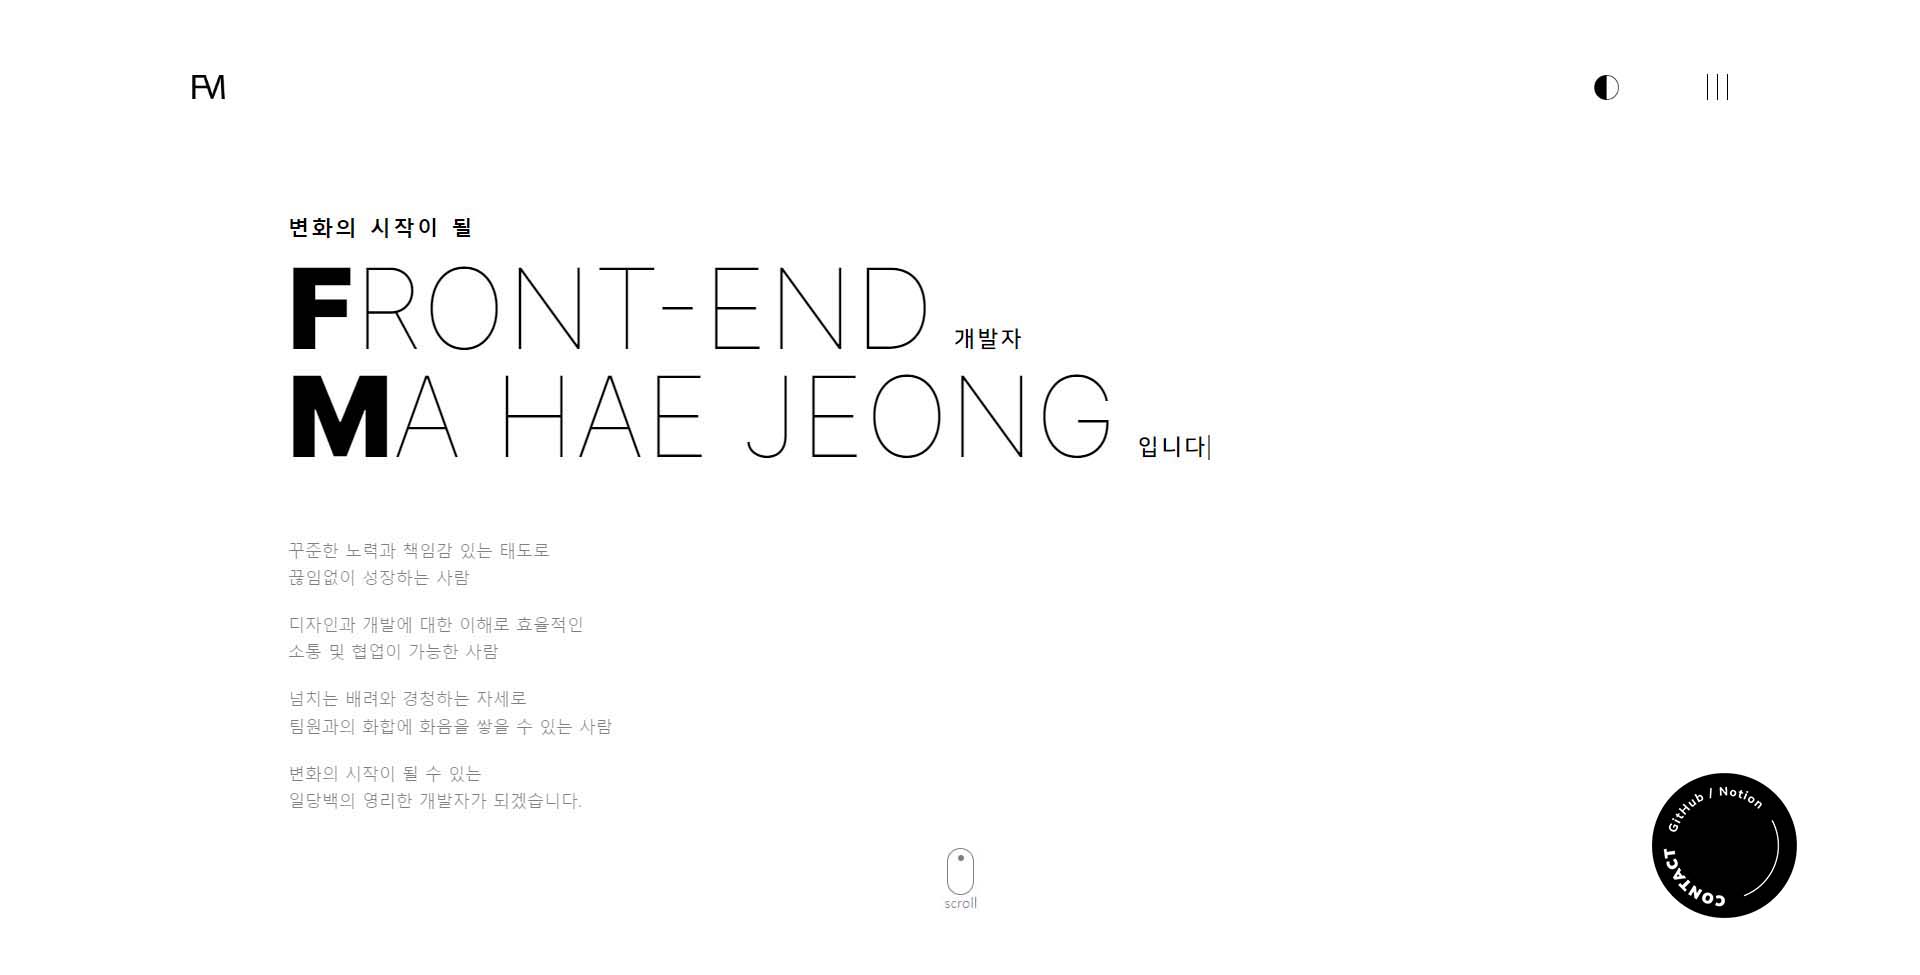 FM
변화의 시작이 될
FRONT-END 개발자
MA HAE JEONG 입니다
꾸준한 노력과 책임감 있는 태도로
끊임없이 성장하는 사람
디자인과 개발에 대한 이해로 효율적인
소통 및 협업이 가능한 사람
넘치는 배려와 경청하는 자세로
팀원과의 화합에 화음을 쌓을 수 있는 사람
변화의 시작이 될 수 있는
일당백의 영리한 개발자가 되겠습니다.
scroll
CONTACT GitHub / Notion